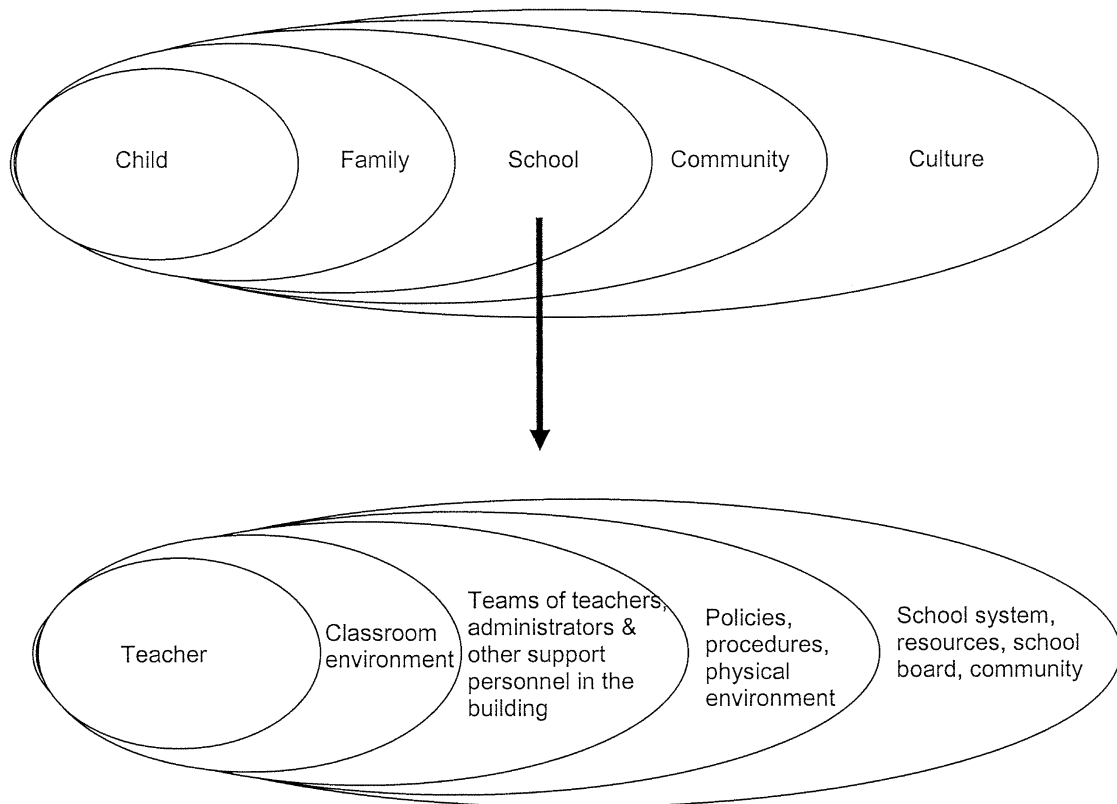 Child
Family
School
Community
Culture
Teacher
Classroom
environment
Teams of teachers,
administrators &
other support
personnel in the
building
Policies,
procedures,
physical
environment
School system,
resources, school
board, community